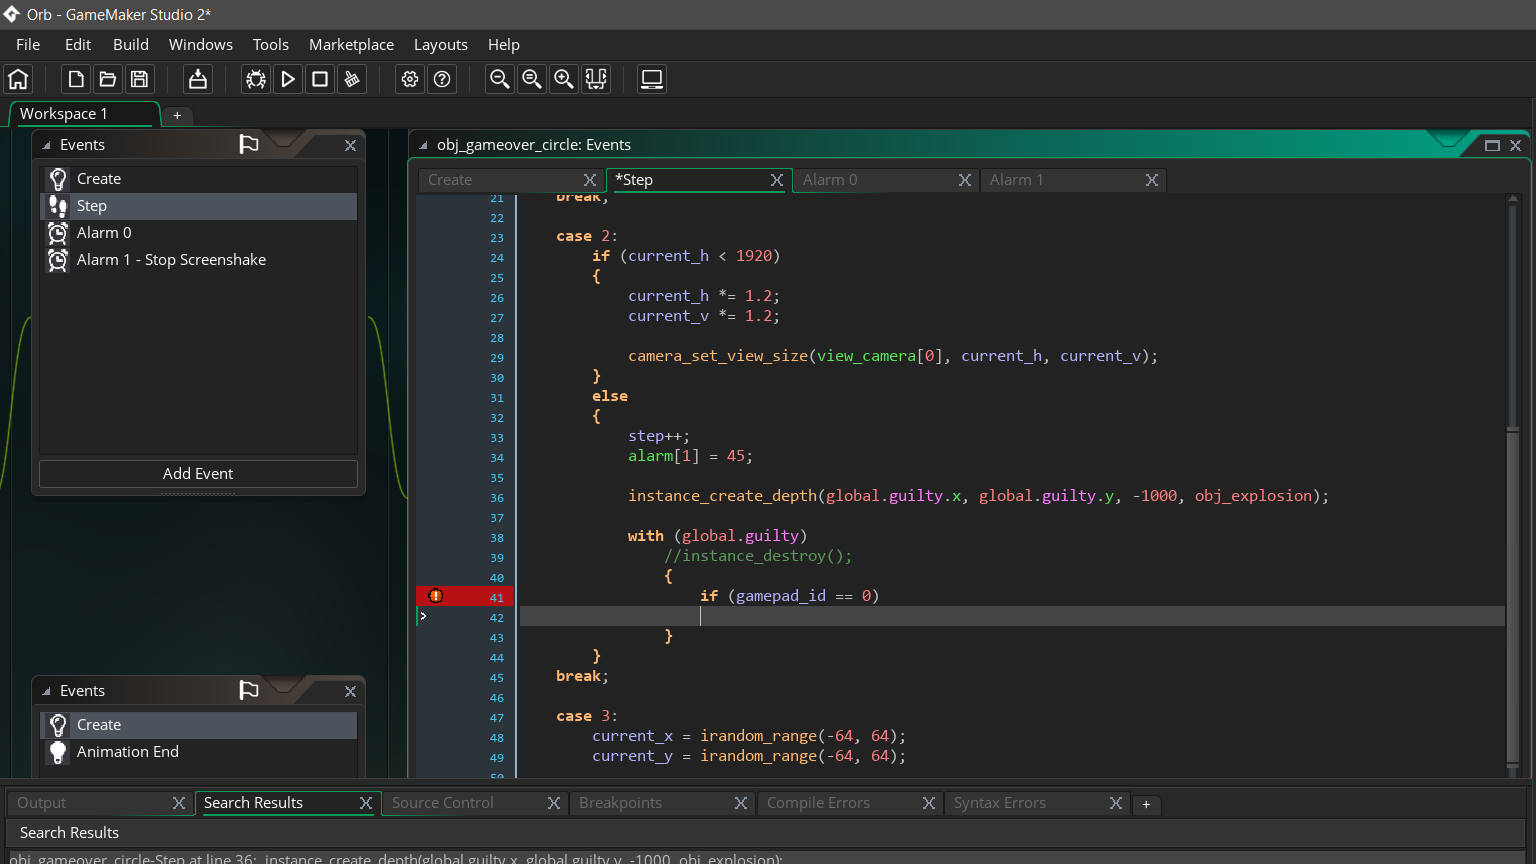 Orb - GameMaker Studio 2*
File Edit Build Windows Tools Marketplace Layouts Help
Workspace 1 +
Events
Create
Step
Alarm 0
Alarm 1 - Stop Screenshake
Add Event
Events
Create
Animation End
obj_gameover_circle: Events
Create *Step Alarm 0 Alarm 1
21 break;
22
23 case 2:
24 if (current_h < 1920)
25 {
26 current_h *= 1.2;
27 current_v *= 1.2;
28
29 camera_set_view_size(view_camera[0], current_h, current_v);
30 }
31 else
32 {
33 step++;
34 alarm[1] = 45;
35
36 instance_create_depth(global.guilty.x, global.guilty.y, -1000, obj_explosion);
37
38 with (global.guilty)
39 //instance_destroy();
40 {
41 if (gamepad_id == 0)
42
43 }
44 }
45 break;
46
47 case 3:
48 current_x = irandom_range(-64, 64);
49 current_y = irandom_range(-64, 64);
50
Output Search Results Source Control Breakpoints Compile Errors Syntax Errors +
Search Results
obj_gameover_circle-Step at line 36: instance_create_depth(global.guilty.x, global.guilty.y, -1000, obj_explosion);